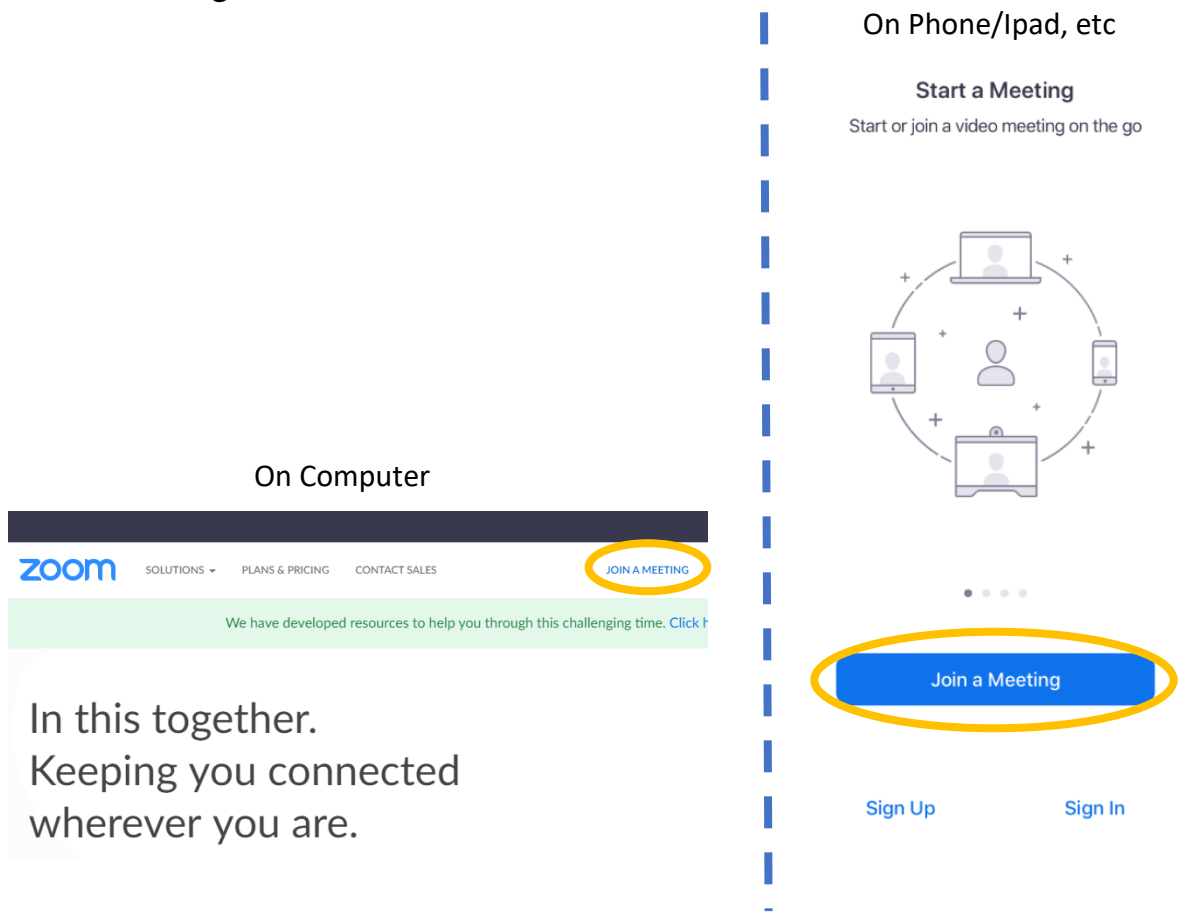 On Computer
zoom SOLUTIONS PLANS & PRICING CONTACT SALES JOIN A MEETING
We have developed resources to help you through this challenging time. Click
In this together.
Keeping you connected
wherever you are.
On Phone/Ipad, etc
Start a Meeting
Start or join a video meeting on the go
Join a Meeting
Sign Up Sign In